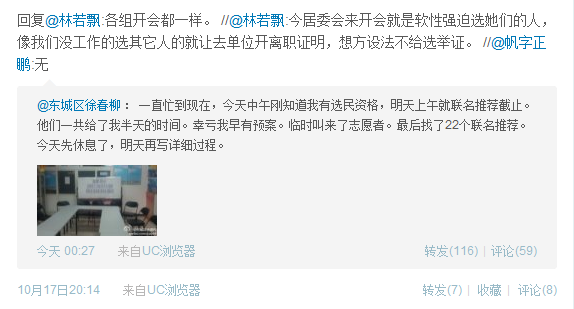 回复@林若飘:各组开会都一样。 //@林若飘:今居委会来开会就是软性强迫选她们的人，
像我们没工作的选其它人的就让去单位开离职证明，想方设法不给选举证。 //@帆字正
鹏:无
@东城区徐春柳： 一直忙到现在，今天中午刚知道我有选民资格，明天上午就联名推荐截止。
他们一共给了我半天的时间。幸亏我早有预案。临时叫来了志愿者。最后找了22个联名推荐。
今天先休息了，明天再写详细过程。
今天 00:27 来自UC浏览器 转发(116) | 评论(59)
10月17日20:14 来自UC浏览器 转发(7) | 收藏 | 评论(8)